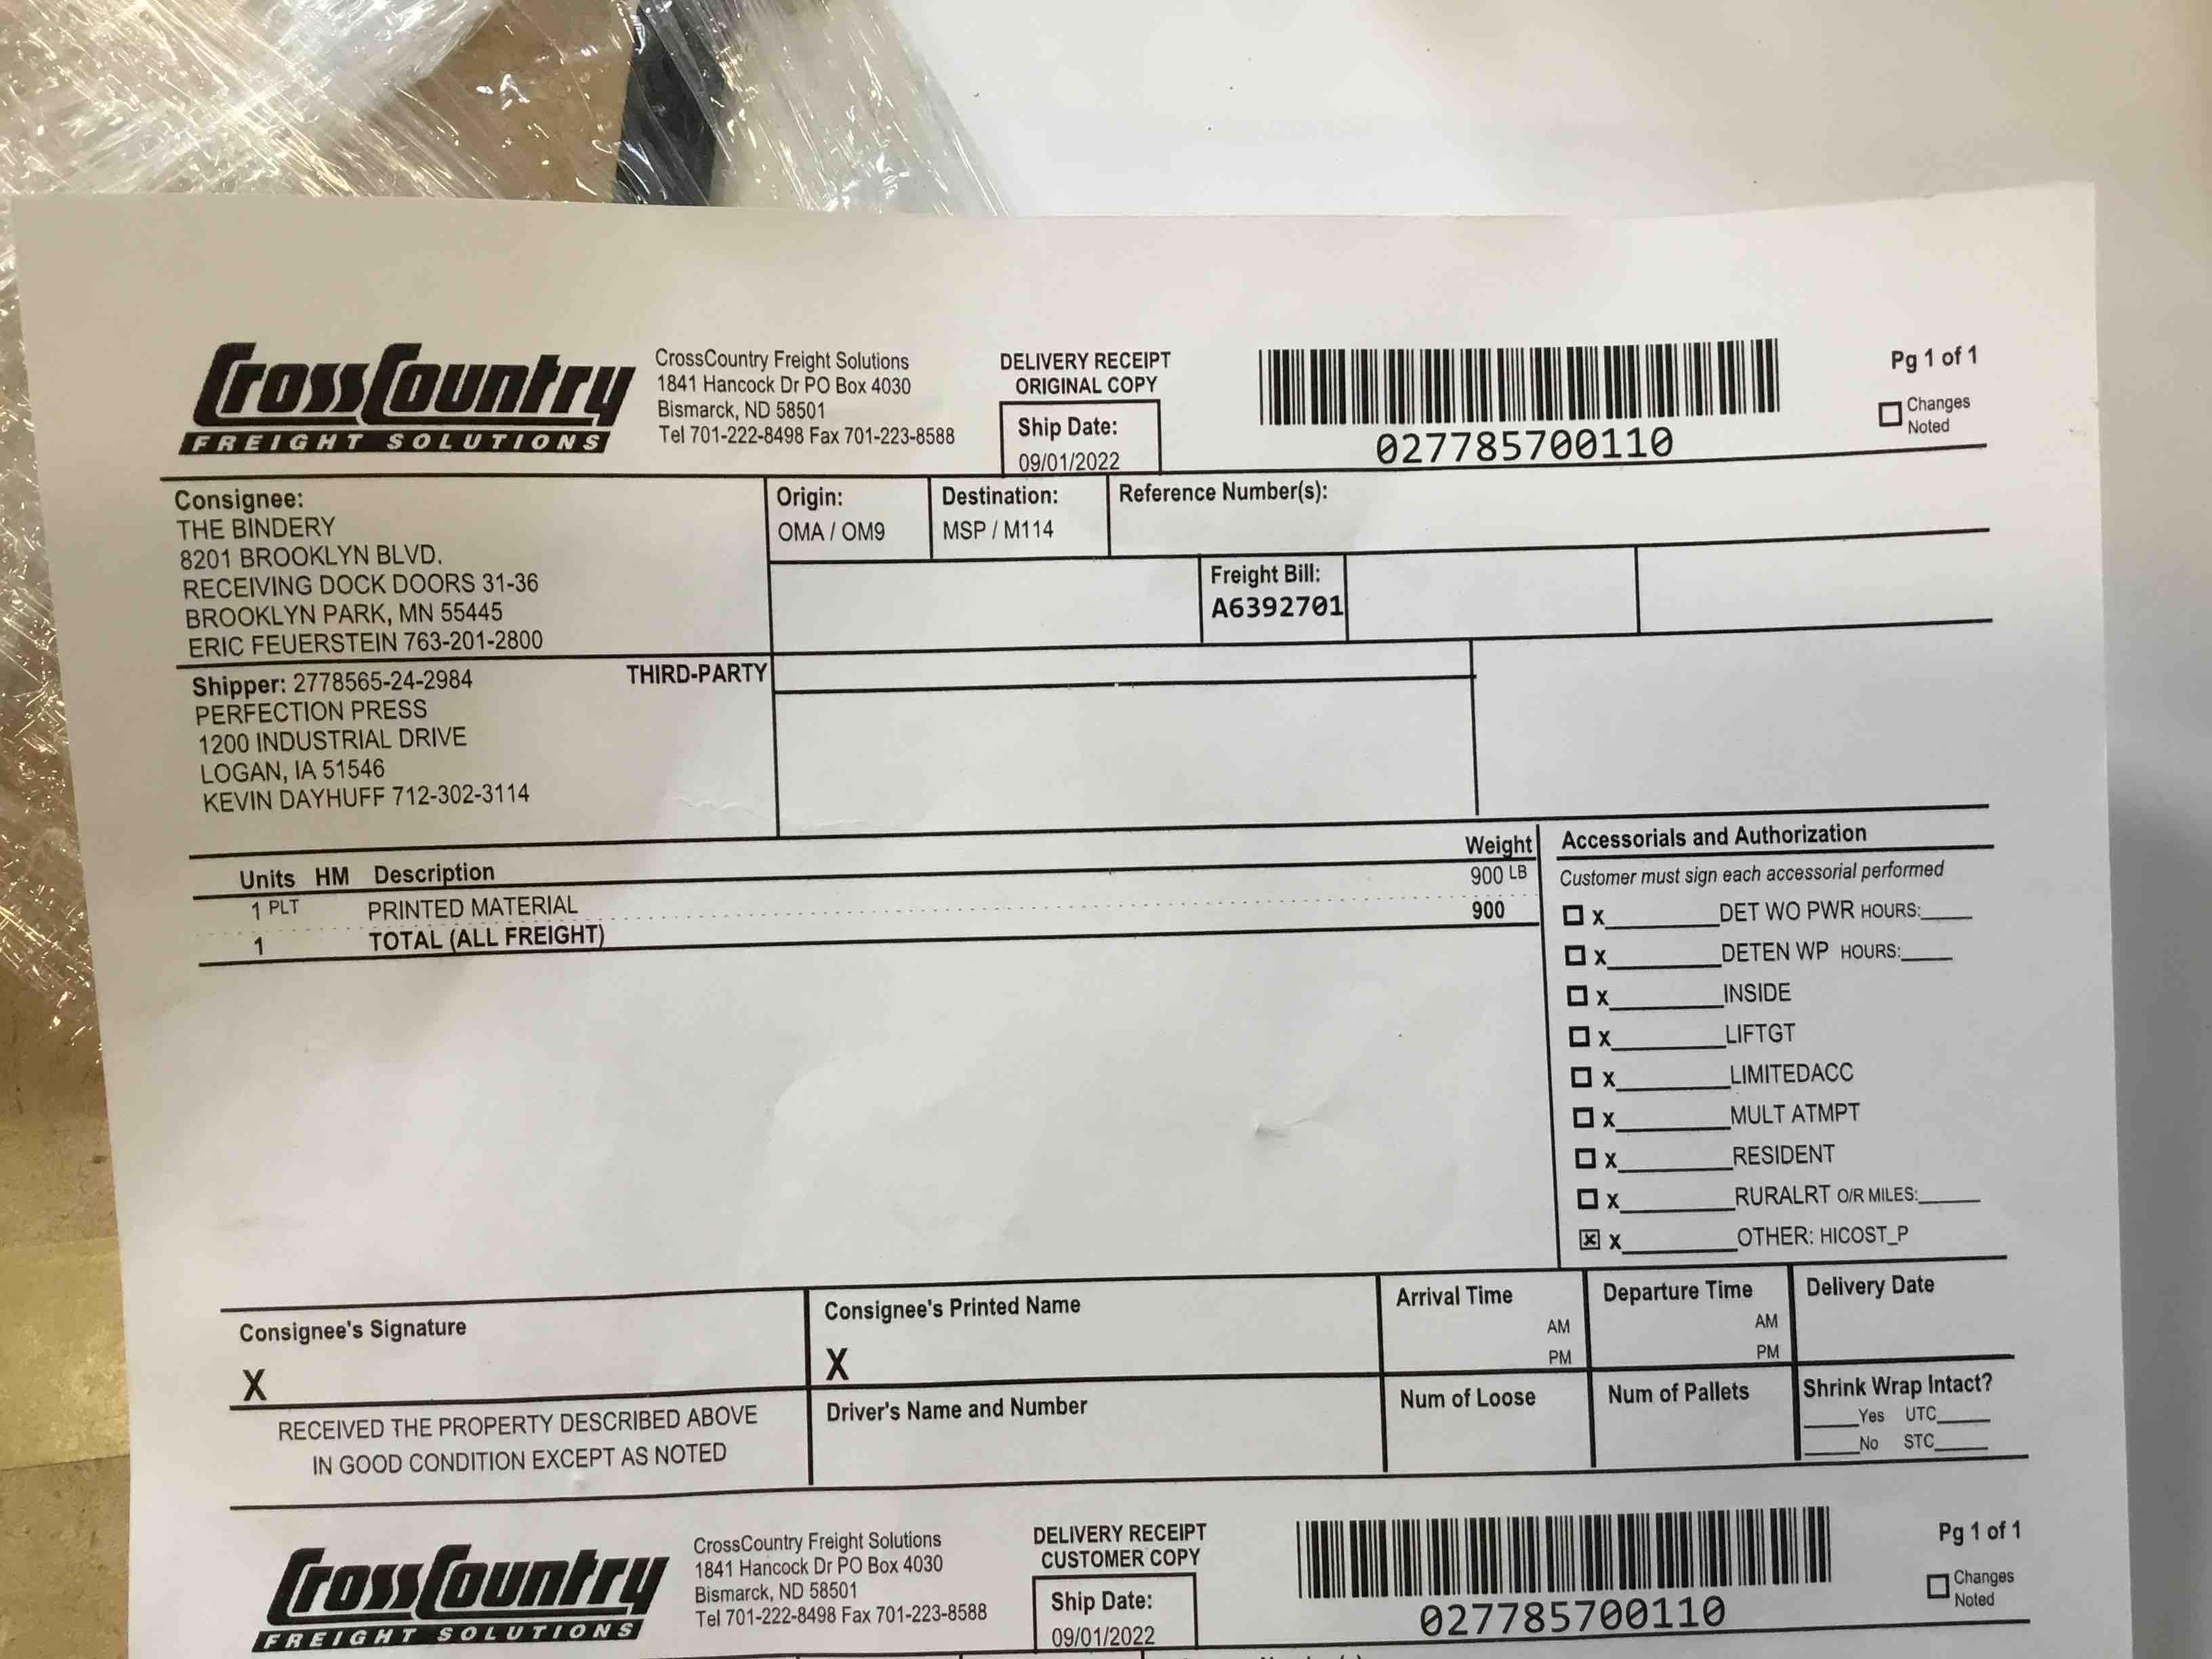 CrossCountry
FREIGHT SOLUTIONS
CrossCountry Freight Solutions
1841 Hancock Dr PO Box 4030
Bismarck, ND 58501
Tel 701-222-8498 Fax 701-223-8588
DELIVERY RECEIPT
ORIGINAL COPY
Ship Date:
09/01/2022
027785700110
Pg 1 of 1
Changes
Noted
Consignee:
THE BINDERY
8201 BROOKLYN BLVD.
RECEIVING DOCK DOORS 31-36
BROOKLYN PARK, MN 55445
ERIC FEUERSTEIN 763-201-2800
Origin:
OMA / OM9
Destination:
MSP / M114
Reference Number(s):
Freight Bill:
A6392701
Shipper: 2778565-24-2984
THIRD-PARTY
PERFECTION PRESS
1200 INDUSTRIAL DRIVE
LOGAN, IA 51546
KEVIN DAYHUFF 712-302-3114
Units HM Description Weight
1 PLT PRINTED MATERIAL 900 LB
1 TOTAL (ALL FREIGHT) 900
Accessorials and Authorization
Customer must sign each accessorial performed
X DET WO PWR HOURS:
X DETEN WP HOURS:
X INSIDE
X LIFTGT
X LIMITEDACC
X MULT ATMPT
X RESIDENT
X RURALRT O/R MILES:
X OTHER: HICOST_P
Consignee's Signature
X
RECEIVED THE PROPERTY DESCRIBED ABOVE
IN GOOD CONDITION EXCEPT AS NOTED
Consignee's Printed Name
X
Driver's Name and Number
Arrival Time
AM
PM
Departure Time
AM
PM
Delivery Date
Num of Loose
Num of Pallets
Shrink Wrap Intact?
Yes UTC
No STC
CrossCountry
FREIGHT SOLUTIONS
CrossCountry Freight Solutions
1841 Hancock Dr PO Box 4030
Bismarck, ND 58501
Tel 701-222-8498 Fax 701-223-8588
DELIVERY RECEIPT
CUSTOMER COPY
Ship Date:
09/01/2022
027785700110
Pg 1 of 1
Changes
Noted